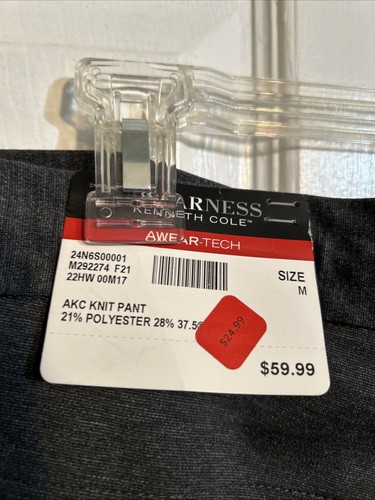 ARNESS
KENNETH COLE
AWEAR-TECH
24N6S00001
M292274 F21
22HW 00M17
SIZE
M
AKC KNIT PANT
21% POLYESTER 28% 37.5
$24.99
$59.99